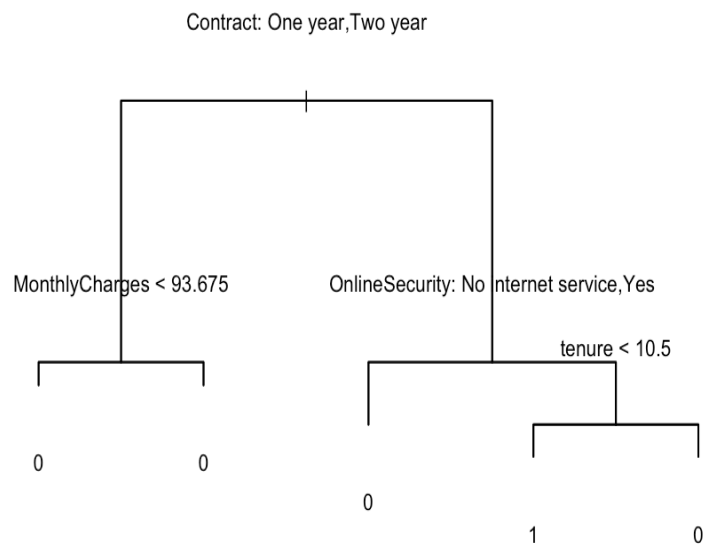 Contract: One year,Two year
MonthlyCharges < 93.675
OnlineSecurity: No internet service,Yes
tenure < 10.5
0
0
0
1
0